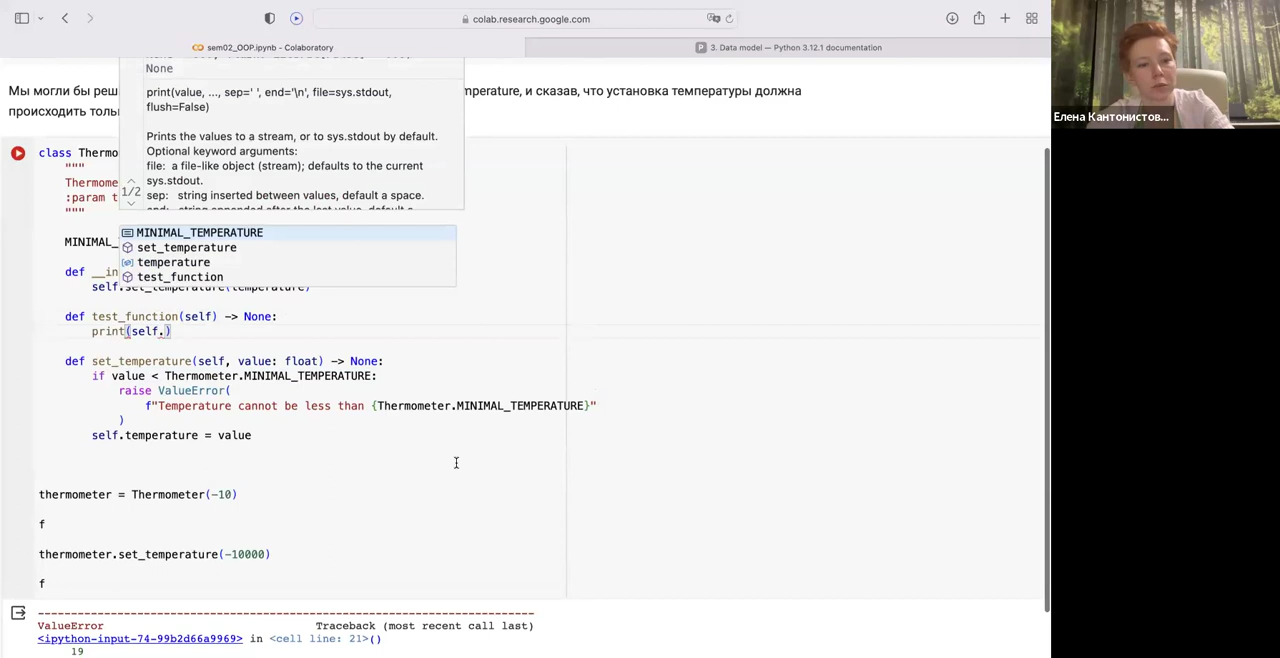 colab.research.google.com
sem02_OOP.ipynb - Colaboratory
3. Data model — Python 3.12.1 documentation
None
Мы могли бы реш
mperature, и сказав, что установка температуры должна
происходить тольк
print(value, ..., sep=' ', end='\n', file=sys.stdout,
flush=False)
Prints the values to a stream, or to sys.stdout by default.
Optional keyword arguments:
file: a file-like object (stream); defaults to the current
sys.stdout.
sep: string inserted between values, default a space.
1/2
class Thermo
"""
Thermome
:param t
"""
MINIMAL_
MINIMAL_TEMPERATURE
set_temperature
temperature
test_function
def __in
self.set_temperature(temperature)
def test_function(self) -> None:
print(self.)
def set_temperature(self, value: float) -> None:
if value < Thermometer.MINIMAL_TEMPERATURE:
raise ValueError(
f"Temperature cannot be less than {Thermometer.MINIMAL_TEMPERATURE}"
)
self.temperature = value
thermometer = Thermometer(-10)
f
thermometer.set_temperature(-10000)
f
ValueError Traceback (most recent call last)
<ipython-input-74-99b2d66a9969> in <cell line: 21>()
19
Елена Кантонистов...